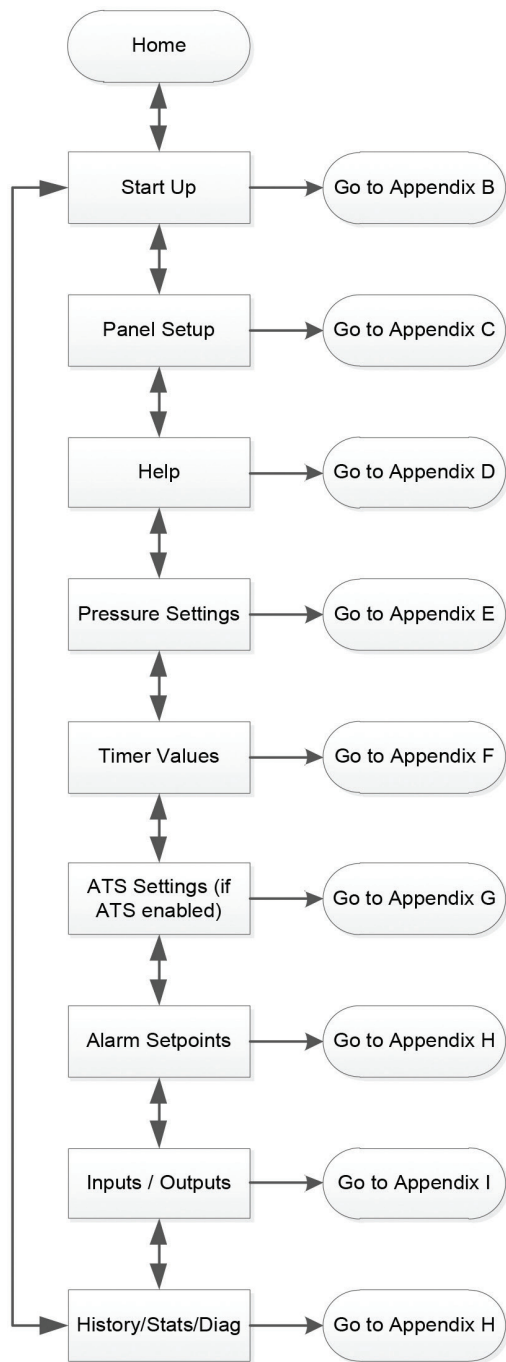 Home
Start Up
Go to Appendix B
Panel Setup
Go to Appendix C
Help
Go to Appendix D
Pressure Settings
Go to Appendix E
Timer Values
Go to Appendix F
ATS Settings (if
ATS enabled)
Go to Appendix G
Alarm Setpoints
Go to Appendix H
Inputs / Outputs
Go to Appendix I
History/Stats/Diag
Go to Appendix H